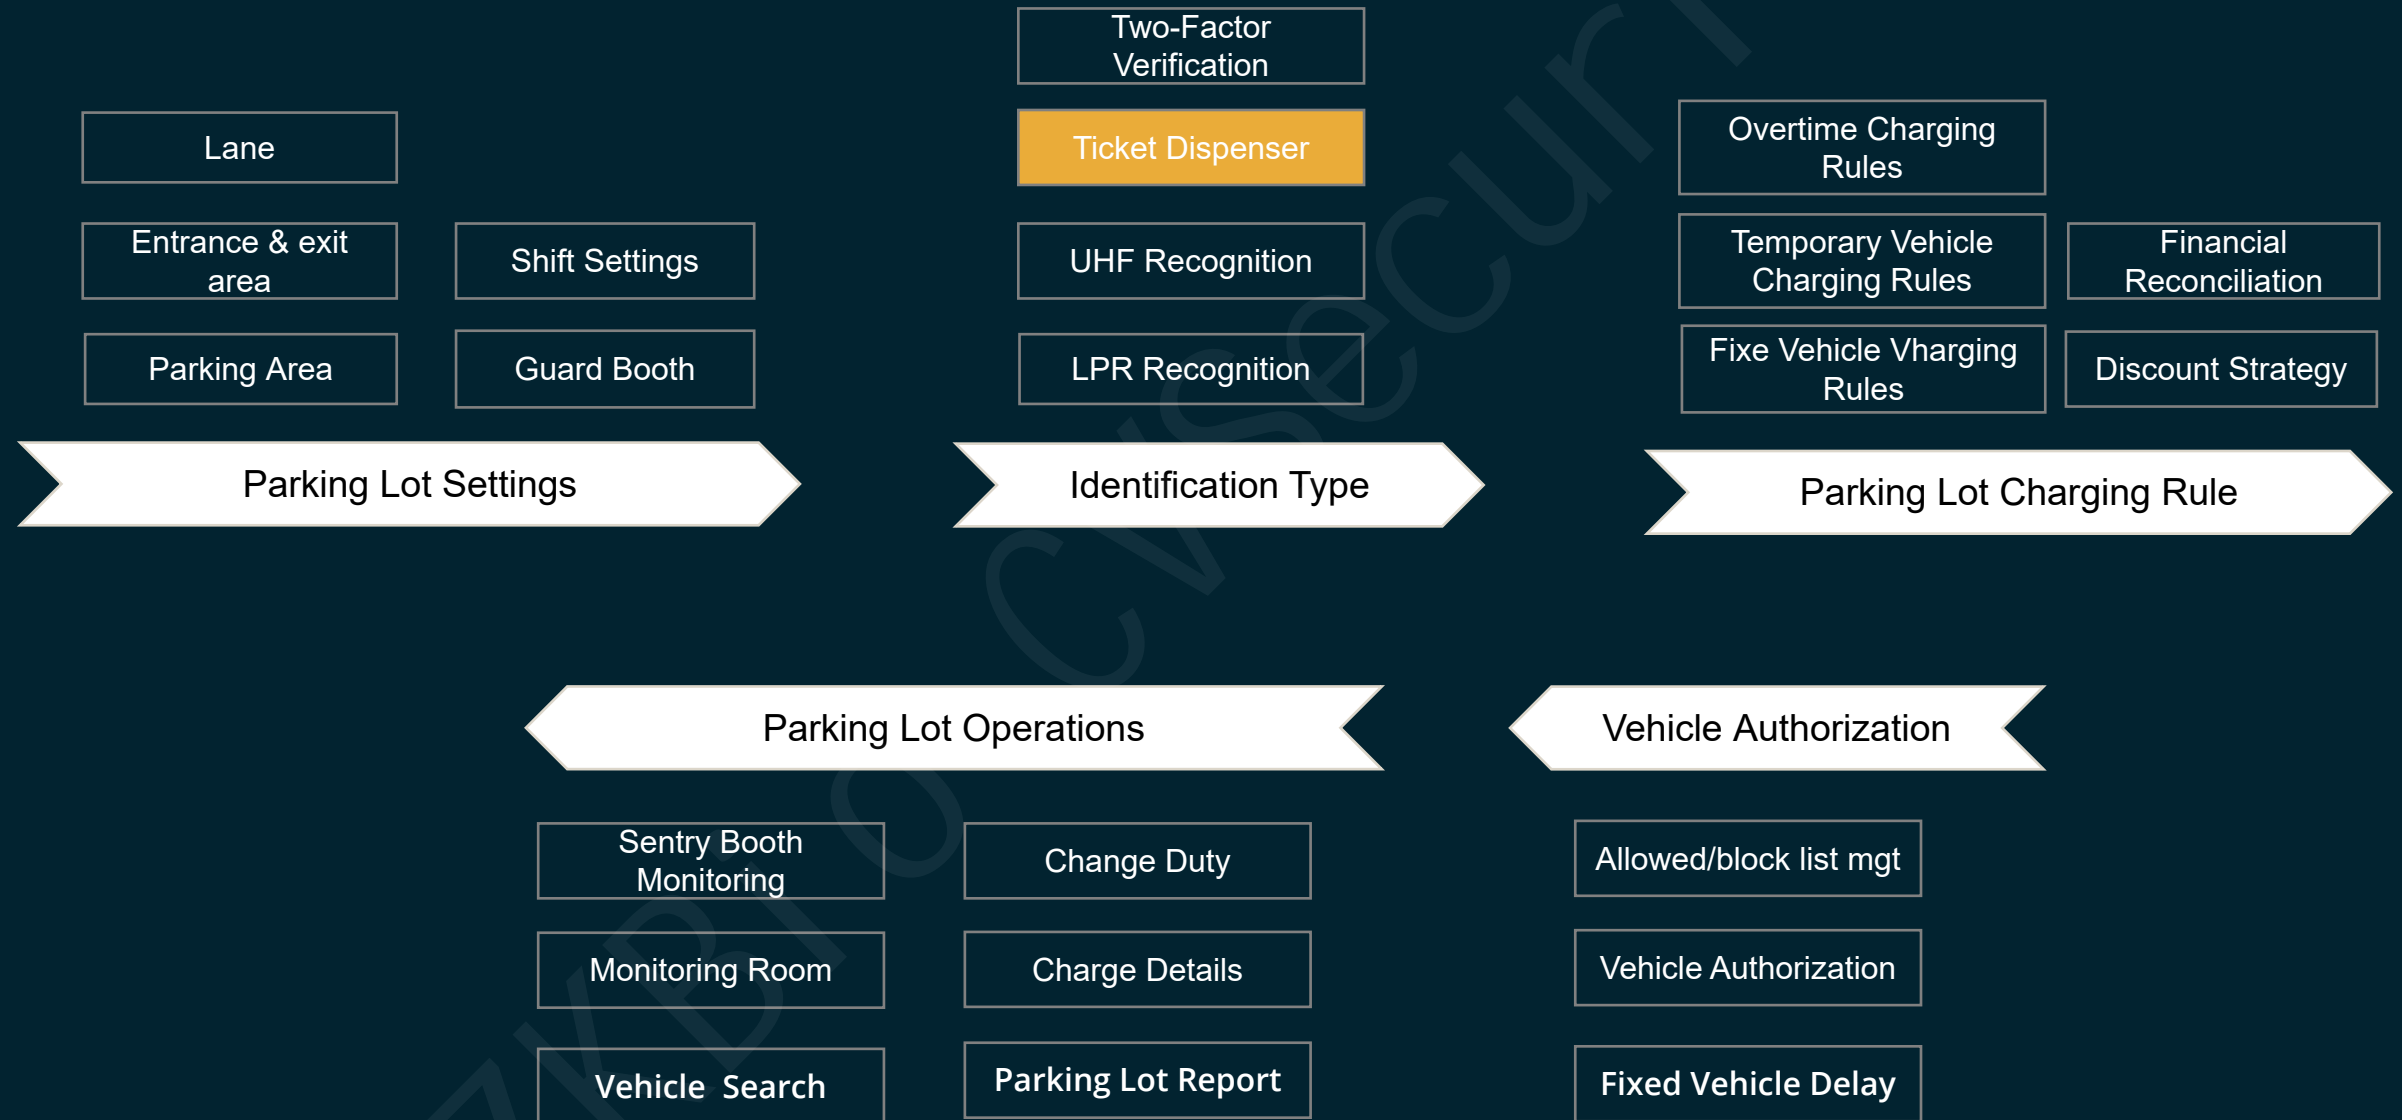 Two-Factor
Verification
Lane
Ticket Dispenser
Overtime Charging
Rules
Entrance & exit
area
Shift Settings
UHF Recognition
Temporary Vehicle
Charging Rules
Financial
Reconciliation
Parking Area
Guard Booth
LPR Recognition
Fixe Vehicle Vharging
Rules
Discount Strategy
Parking Lot Settings
Identification Type
Parking Lot Charging Rule
Parking Lot Operations
Vehicle Authorization
Sentry Booth
Monitoring
Change Duty
Allowed/block list mgt
Monitoring Room
Charge Details
Vehicle Authorization
Vehicle Search
Parking Lot Report
Fixed Vehicle Delay
ZKBio CVSecuri